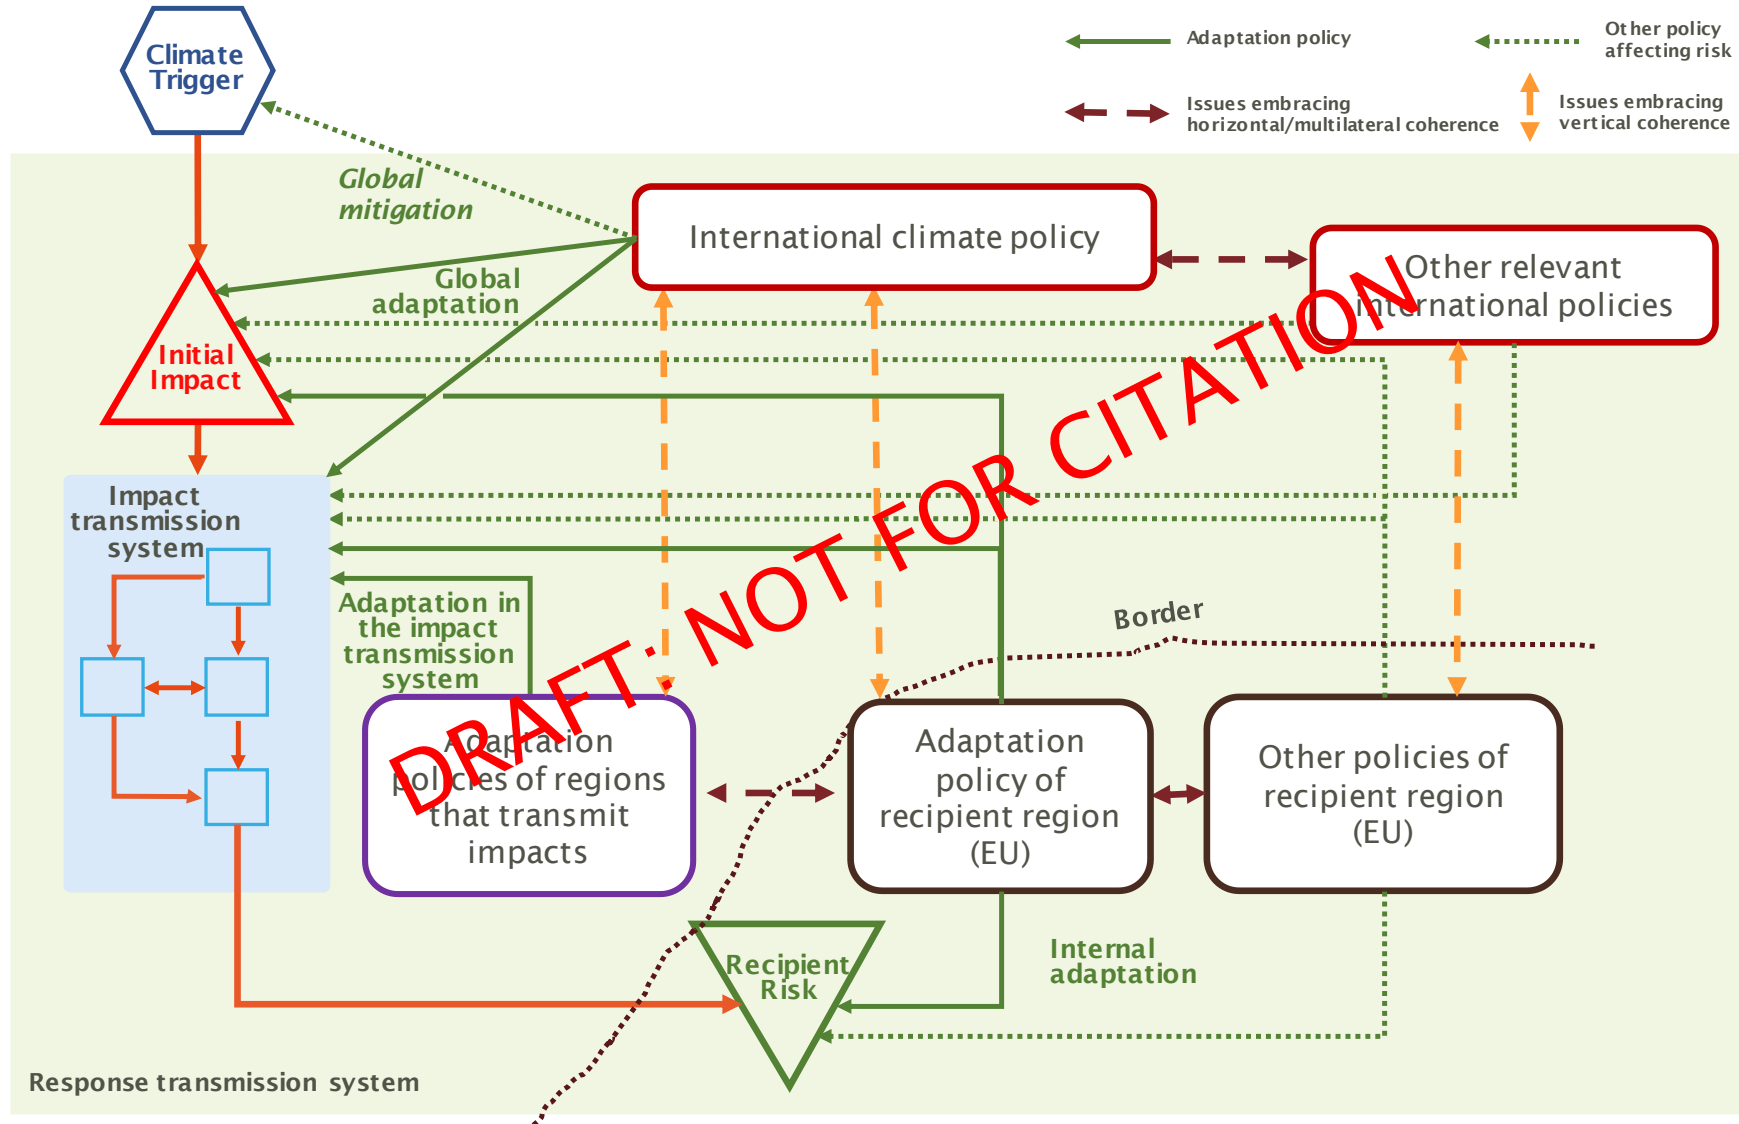 Climate
Trigger
Adaptation policy
Other policy
affecting risk
Issues embracing
horizontal/multilateral coherence
Issues embracing
vertical coherence
Global
mitigation
International climate policy
Other relevant
international policies
Global
adaptation
Initial
Impact
Impact
transmission
system
Adaptation in
the impact
transmission
system
Border
DRAFT: NOT FOR CITATION
Adaptation
policies of regions
that transmit
impacts
Adaptation
policy of
recipient region
(EU)
Other policies of
recipient region
(EU)
Recipient
Risk
Internal
adaptation
Response transmission system